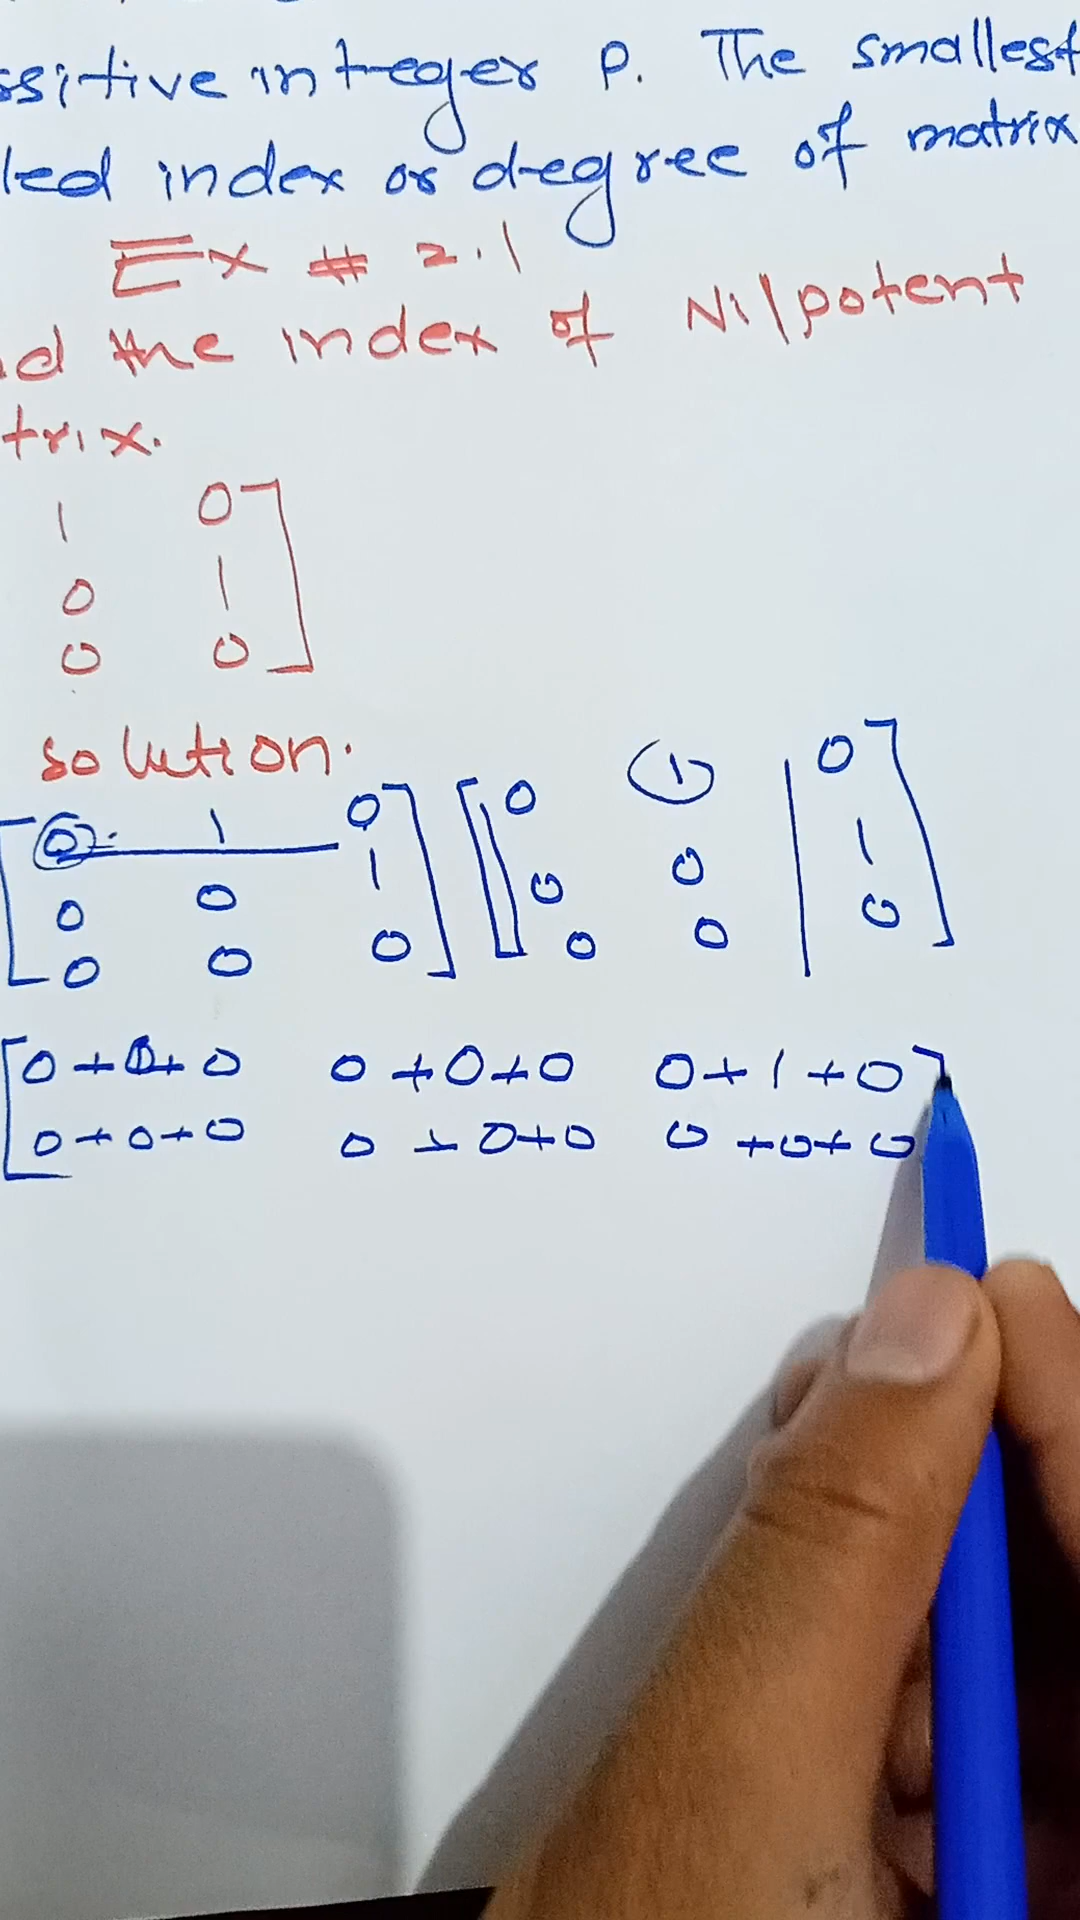 ssitive integer P. The smallest
led index or degree of matrix
Ex # 2.1
d the index of Nilpotent
trix.
1 0
0 1
0 0
solution.
0 1 0 0 1 0
0 0 1 0 0 1
0 0 0 0 0 0
0+0+0 0+0+0 0+1+0
0+0+0 0+0+0 0+0+0